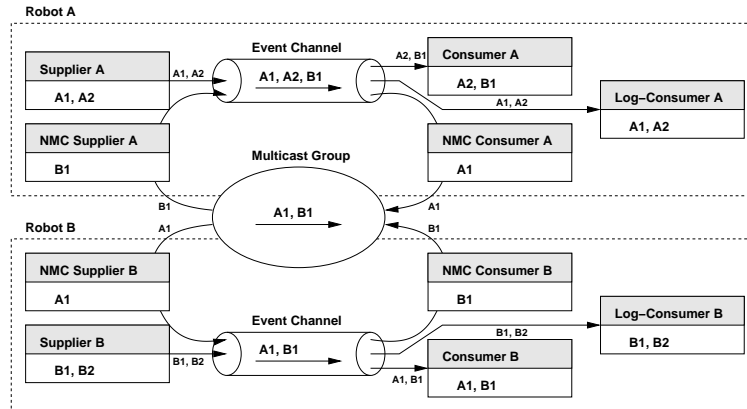 Robot A
Event Channel
Supplier A
A1, A2
A1, A2
A1, A2, B1
A2, B1
Consumer A
A2, B1
A1, A2
Log–Consumer A
A1, A2
NMC Supplier A
B1
NMC Consumer A
A1
Multicast Group
A1, B1
B1
A1
A1
B1
Robot B
NMC Supplier B
A1
NMC Consumer B
B1
Event Channel
A1, B1
Supplier B
B1, B2
B1, B2
B1, B2
Log–Consumer B
B1, B2
A1, B1
Consumer B
A1, B1